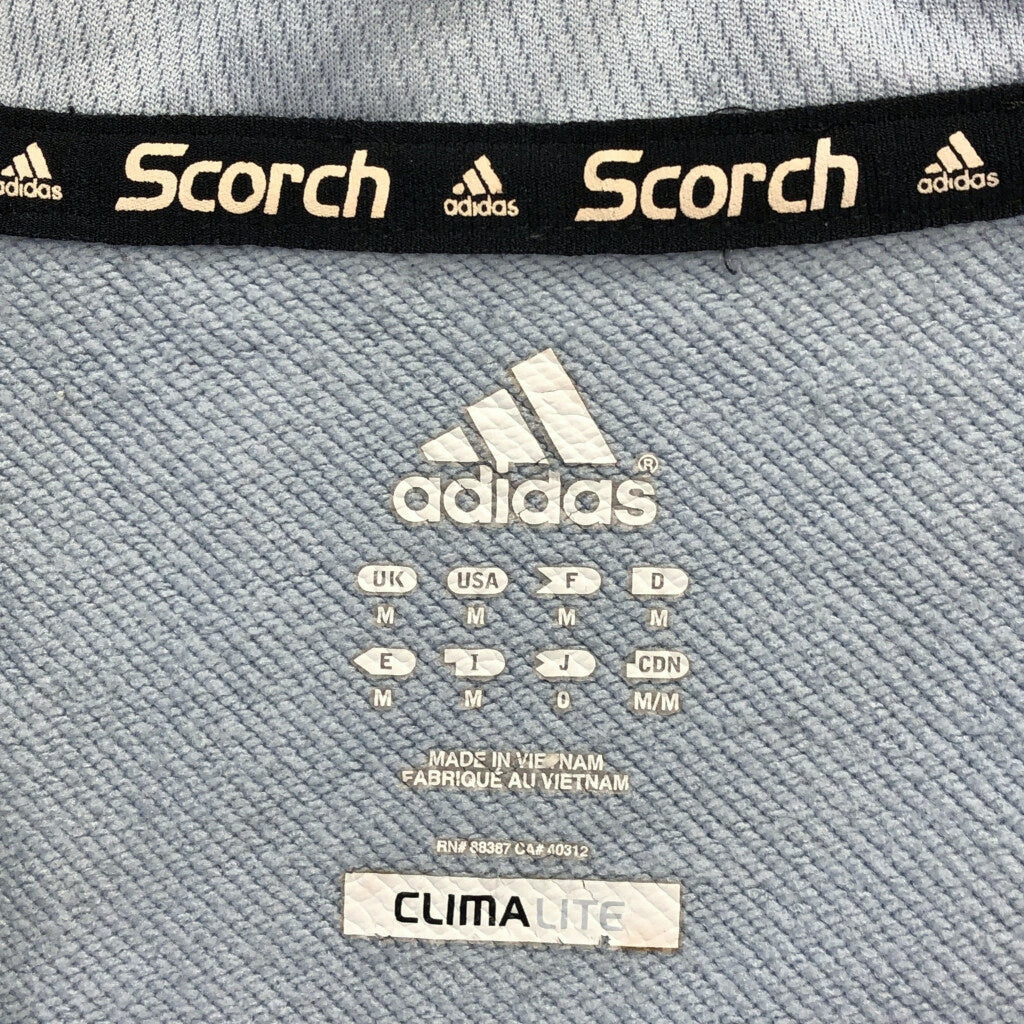 adidas Scorch adidas Scorch adidas
adidas®
UK USA F D
M M M M
E I J CDN
M M O M/M
MADE IN VIETNAM
FABRIQUÉ AU VIETNAM
RN# 88387 CA# 40312
CLIMALITE